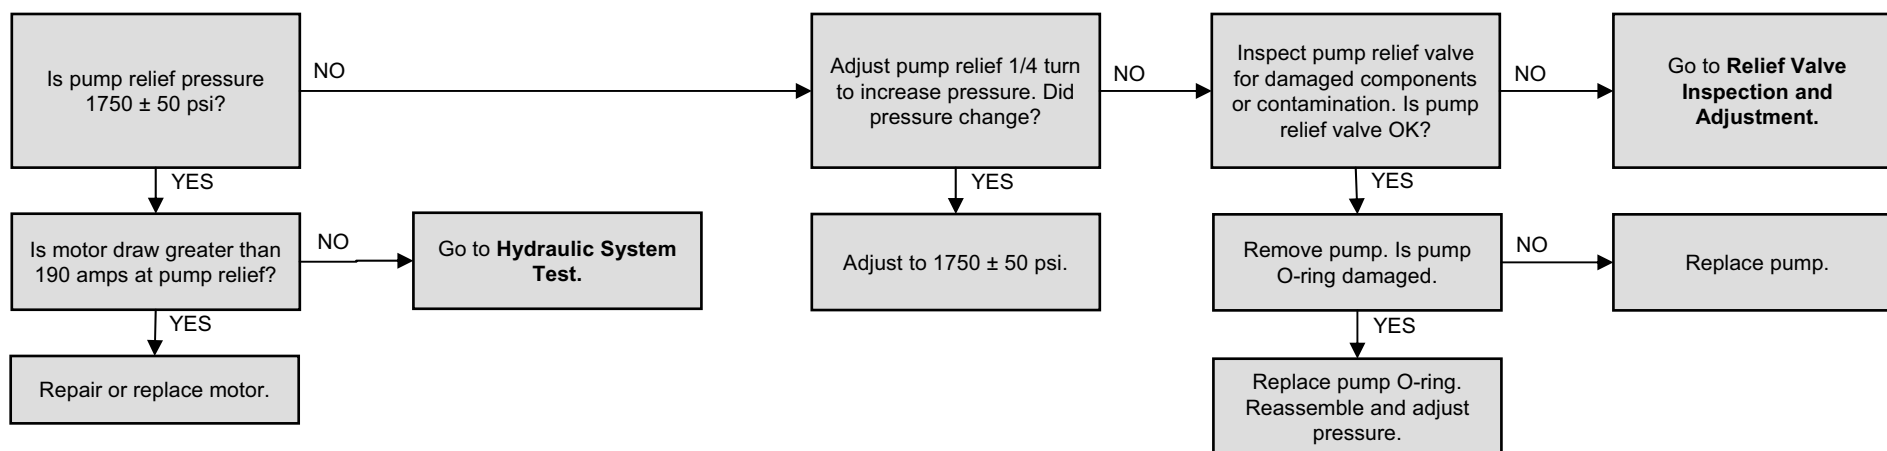 Is pump relief pressure
1750 ± 50 psi?
NO
Adjust pump relief 1/4 turn
to increase pressure. Did
pressure change?
NO
Inspect pump relief valve
for damaged components
or contamination. Is pump
relief valve OK?
NO
Go to Relief Valve
Inspection and
Adjustment.
YES
YES
YES
Is motor draw greater than
190 amps at pump relief?
NO
Go to Hydraulic System
Test.
Adjust to 1750 ± 50 psi.
Remove pump. Is pump
O-ring damaged.
NO
Replace pump.
YES
YES
Repair or replace motor.
Replace pump O-ring.
Reassemble and adjust
pressure.